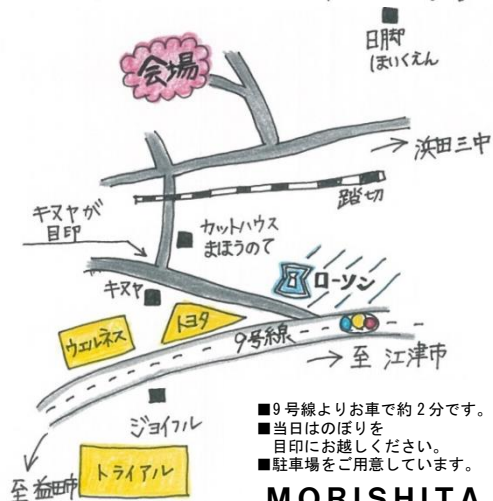 日脚
ほいくえん
会場
→ 浜田三中
踏切
キヌヤが
目印
カットハウス
まほうのて
ローソン
キヌヤ
トヨタ
ウエルネス
9号線
→ 至 江津市
ジョイフル
至 益田市
トライアル
■9号線よりお車で約2分です。
■当日はのぼりを
目印にお越しください。
■駐車場をご用意しています。
MORISHITA